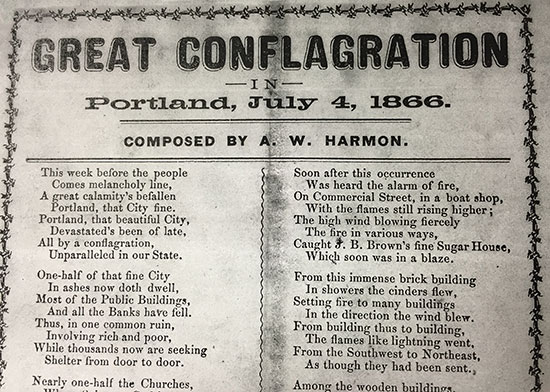 GREAT CONFLAGRATION
—IN—
Portland, July 4, 1866.
COMPOSED BY A. W. HARMON.
This week before the people
Comes melancholy line,
A great calamity's befallen
Portland, that City fine.
Portland, that beautiful City,
Devastated's been of late,
All by a conflagration,
Unparalleled in our State.
One-half of that fine City
In ashes now doth dwell,
Most of the Public Buildings,
And all the Banks have fell.
Thus, in one common ruin,
Involving rich and poor,
While thousands now are seeking
Shelter from door to door.
Nearly one-half the Churches,
Soon after this occurrence
Was heard the alarm of fire,
On Commercial Street, in a boat shop,
With the flames still rising higher;
The high wind blowing fiercely
The fire in various ways,
Caught J. B. Brown's fine Sugar House,
Which soon was in a blaze.
From this immense brick building
In showers the cinders flew,
Setting fire to many buildings
In the direction the wind blew.
From building thus to building,
The flames like lightning went,
From the Southwest to Northeast,
As though they had been sent.
Among the wooden buildings,